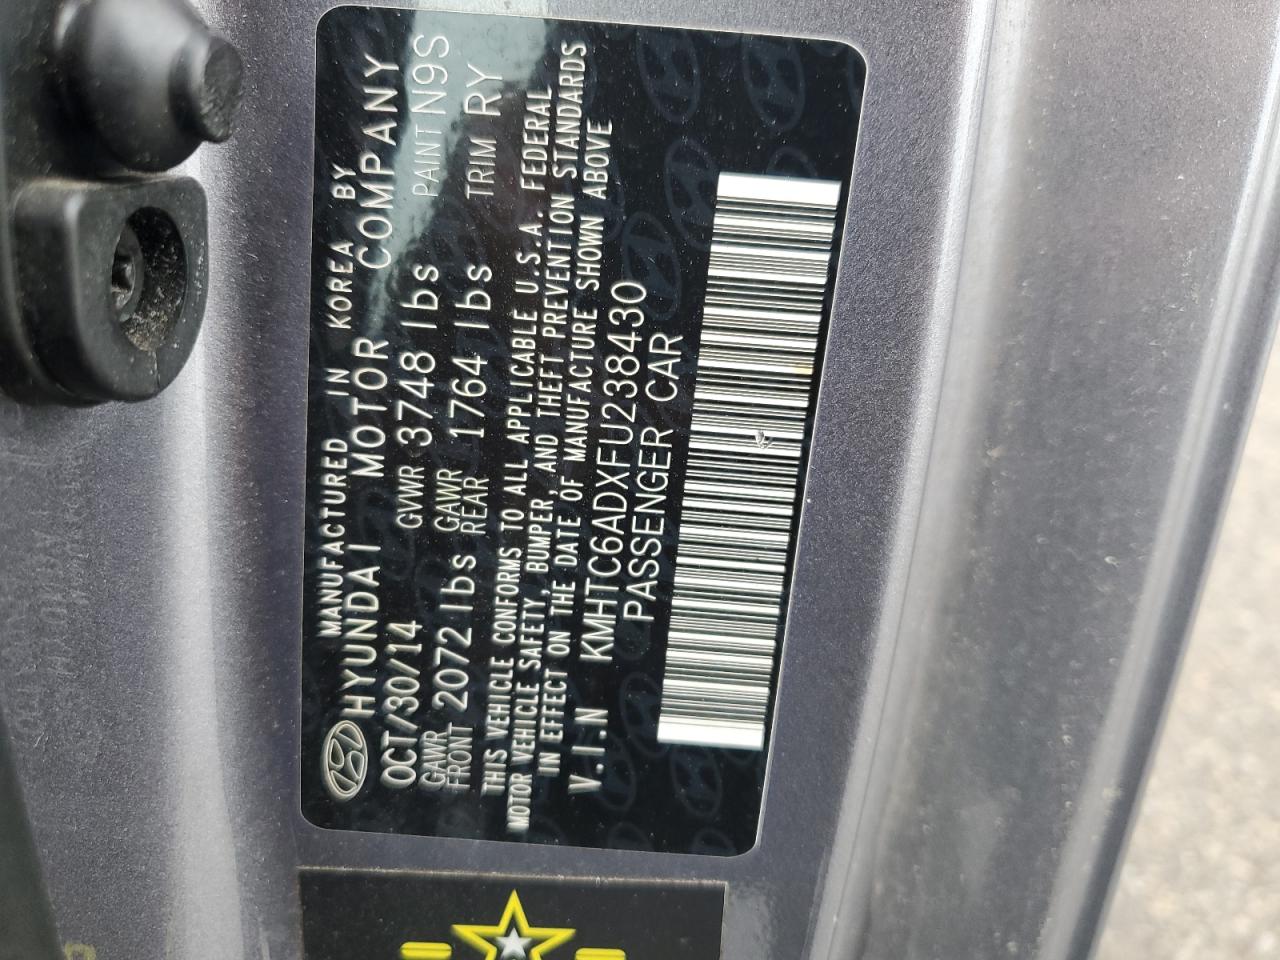 MANUFACTURED IN KOREA BY
HYUNDAI MOTOR COMPANY
OCT/30/14 GVWR 3748 lbs PAINT N9S
GAWR FRONT 2072 lbs GAWR REAR 1764 lbs TRIM RY
THIS VEHICLE CONFORMS TO ALL APPLICABLE U.S.A. FEDERAL
MOTOR VEHICLE SAFETY, BUMPER, AND THEFT PREVENTION STANDARDS
IN EFFECT ON THE DATE OF MANUFACTURE SHOWN ABOVE
V.I.N KMHTC6ADXFU238430
PASSENGER CAR